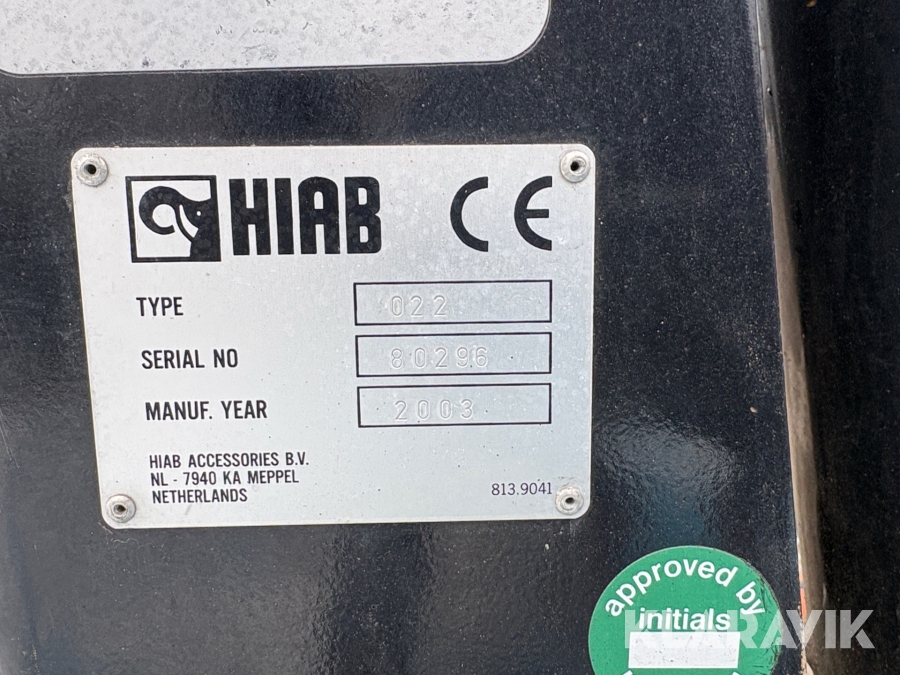 HIAB CE
TYPE 022
SERIAL NO 80296
MANUF. YEAR 2003
HIAB ACCESSORIES B.V.
NL - 7940 KA MEPPEL
NETHERLANDS
813.9041
approved by
initials
KLARAVIK